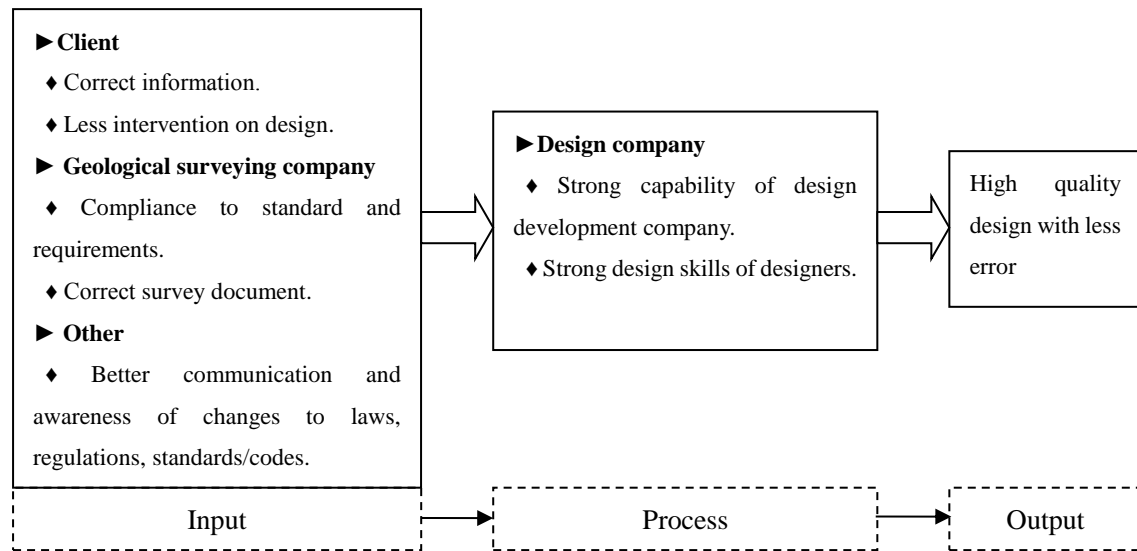 ►Client
♦ Correct information.
♦ Less intervention on design.
► Geological surveying company
♦ Compliance to standard and
requirements.
♦ Correct survey document.
► Other
♦ Better communication and
awareness of changes to laws,
regulations, standards/codes.
►Design company
♦ Strong capability of design
development company.
♦ Strong design skills of designers.
High quality
design with less
error
Input
Process
Output